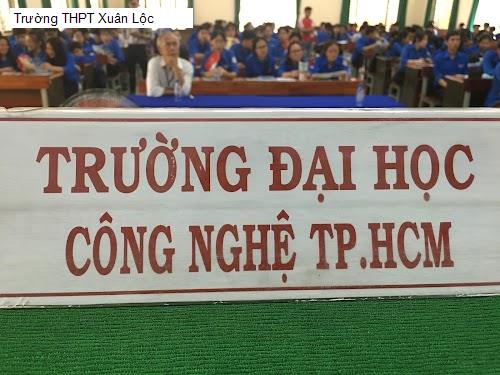 Trường THPT Xuân Lộc
TRƯỜNG ĐẠI HỌC
CÔNG NGHỆ TP.HCM